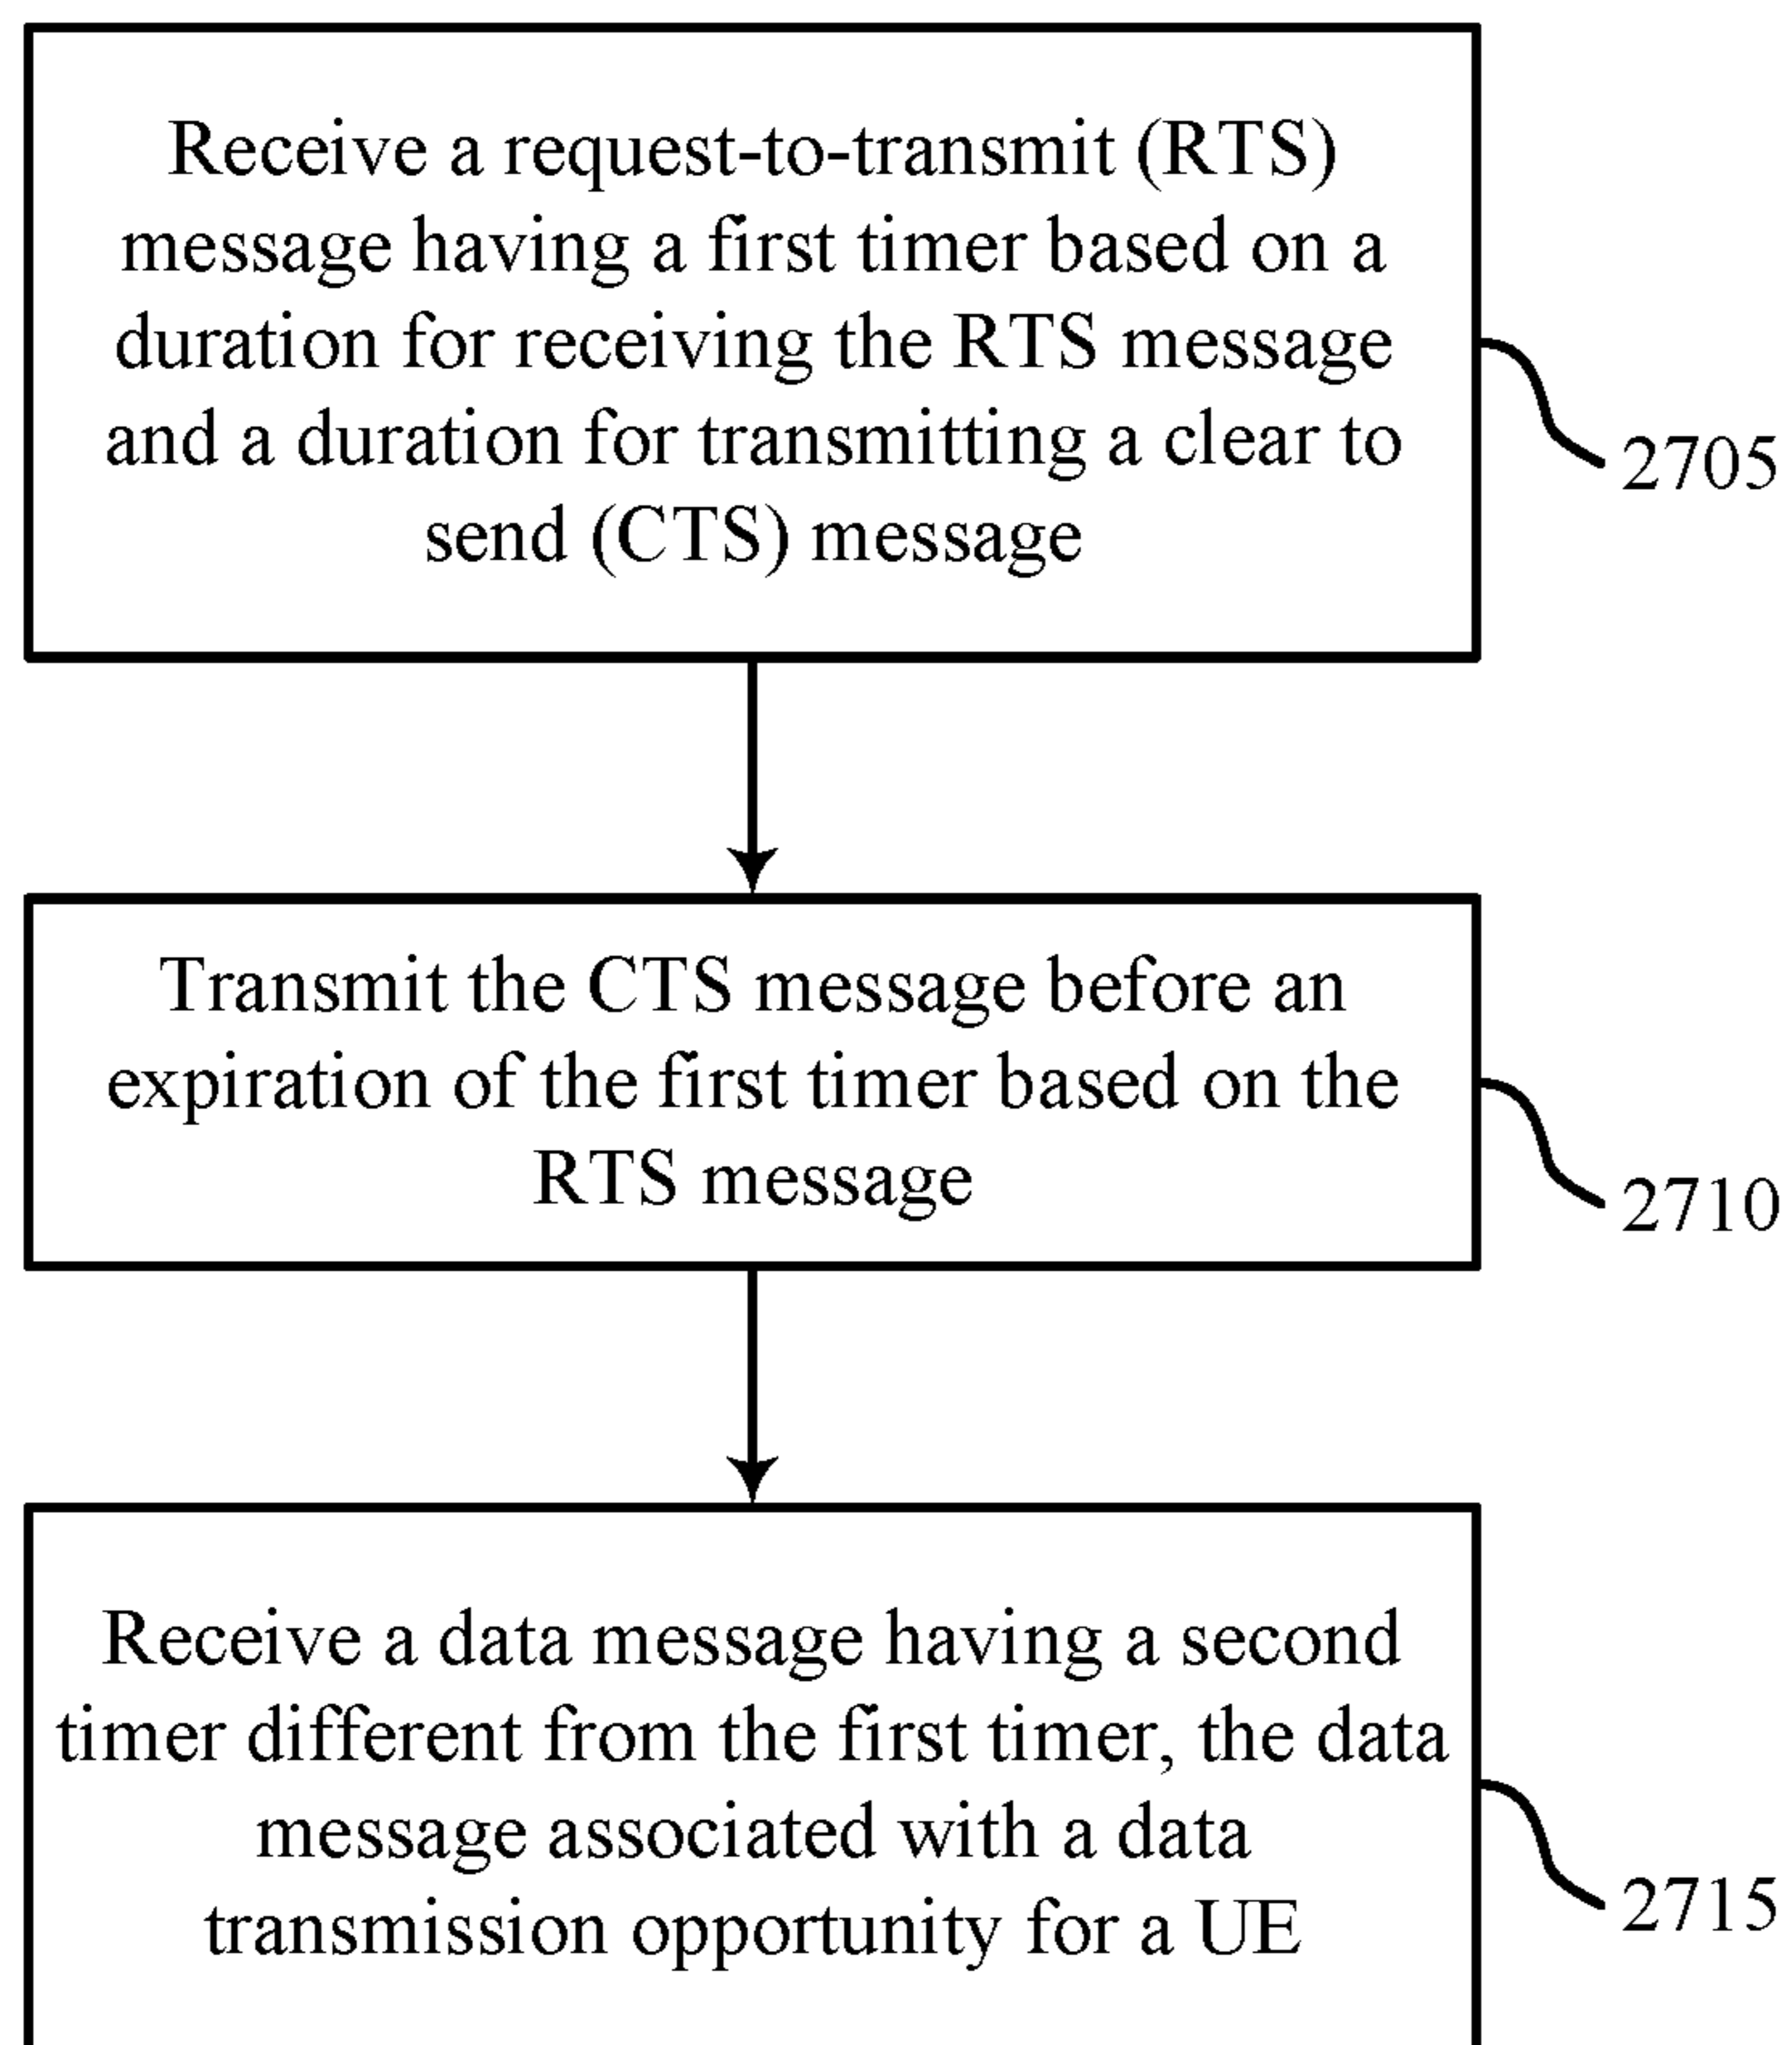 Receive a request-to-transmit (RTS)
message having a first timer based on a
duration for receiving the RTS message
and a duration for transmitting a clear to
send (CTS) message
2705
Transmit the CTS message before an
expiration of the first timer based on the
RTS message
2710
Receive a data message having a second
timer different from the first timer, the data
message associated with a data
transmission opportunity for a UE
2715